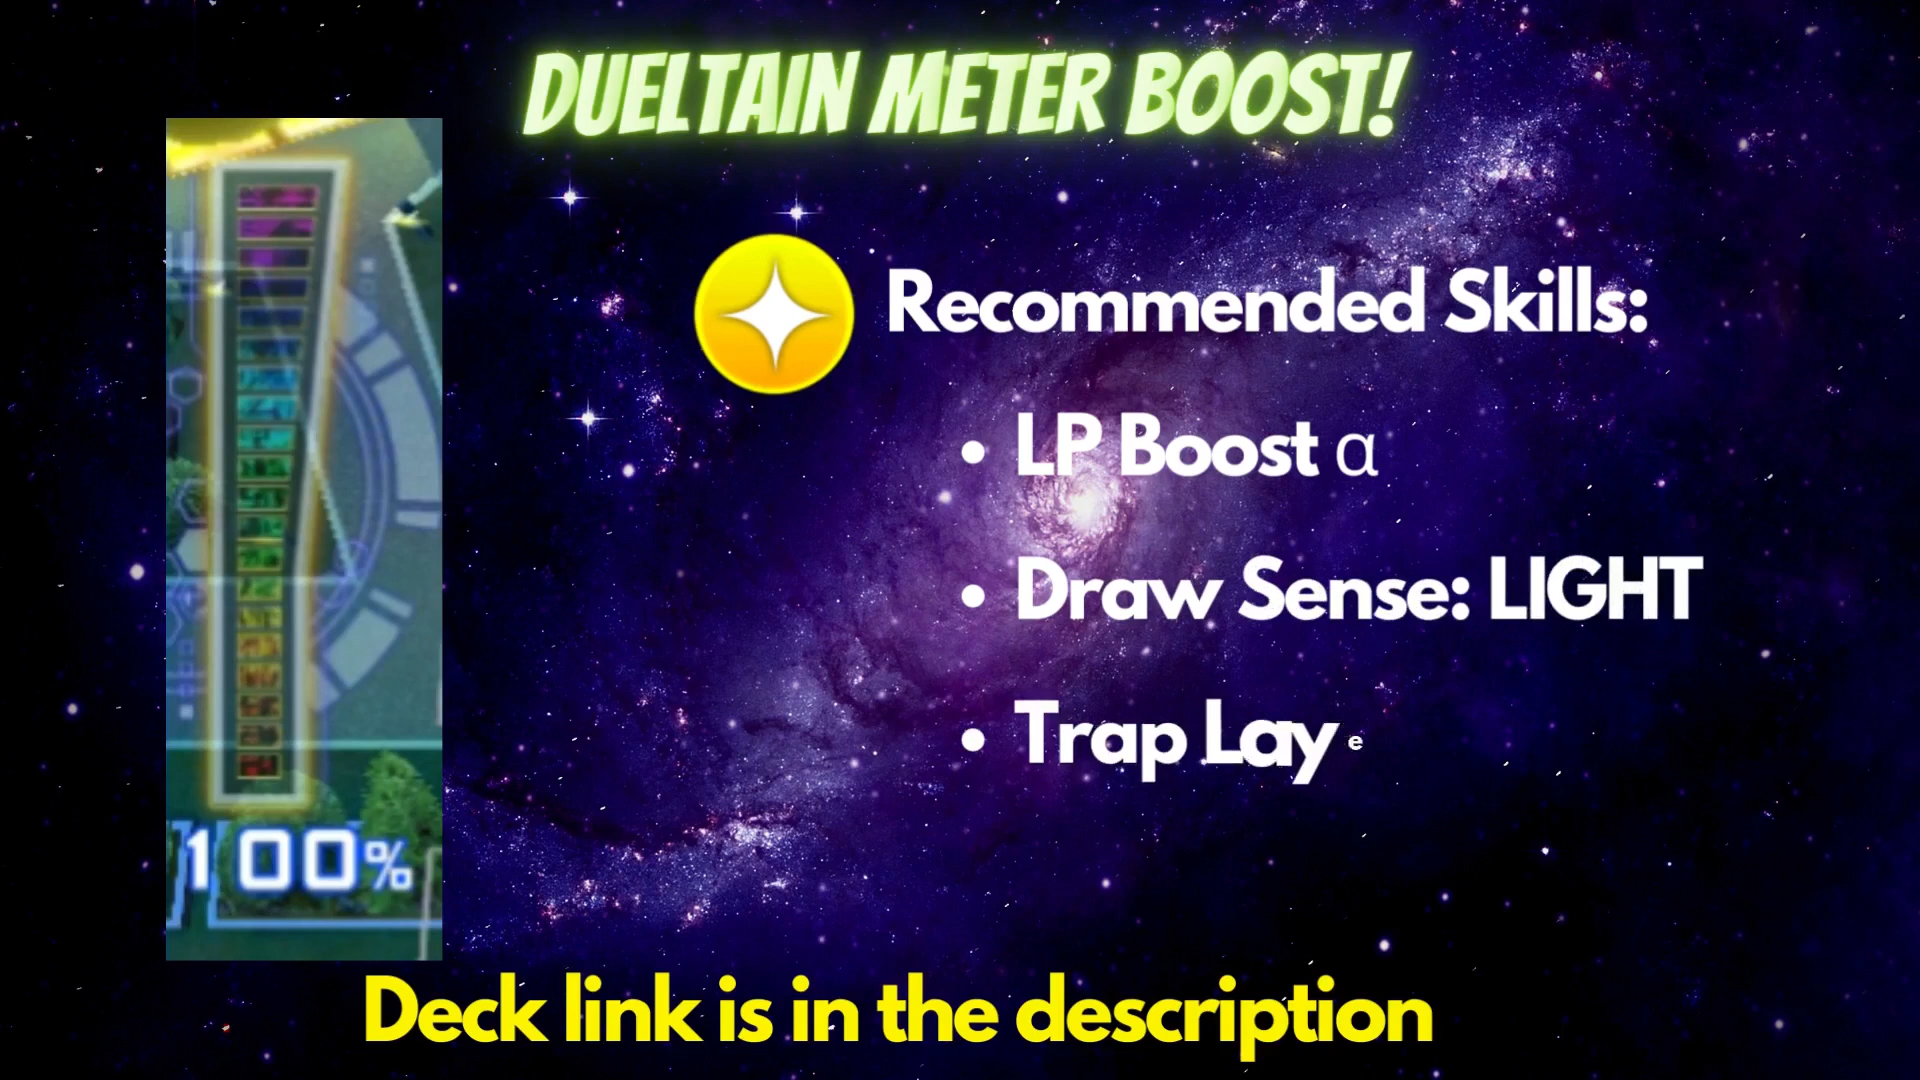 DUELTAIN METER BOOST!
Recommended Skills:
• LP Boost α
• Draw Sense: LIGHT
• Trap Lay e
100%
Deck link is in the description